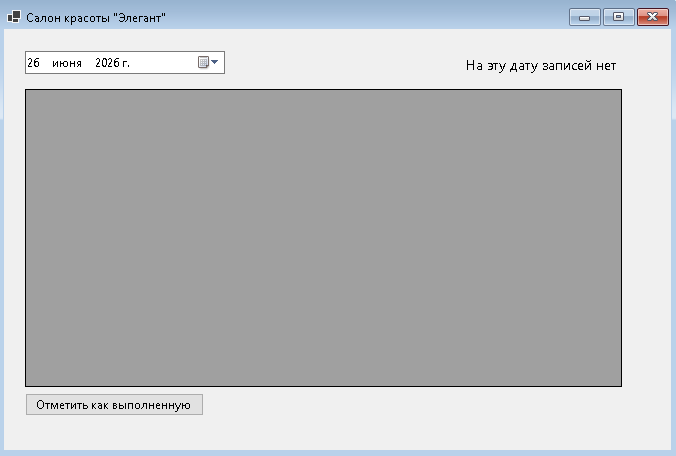 Салон красоты "Элегант"
26 июня 2026 г.
На эту дату записей нет
Отметить как выполненную